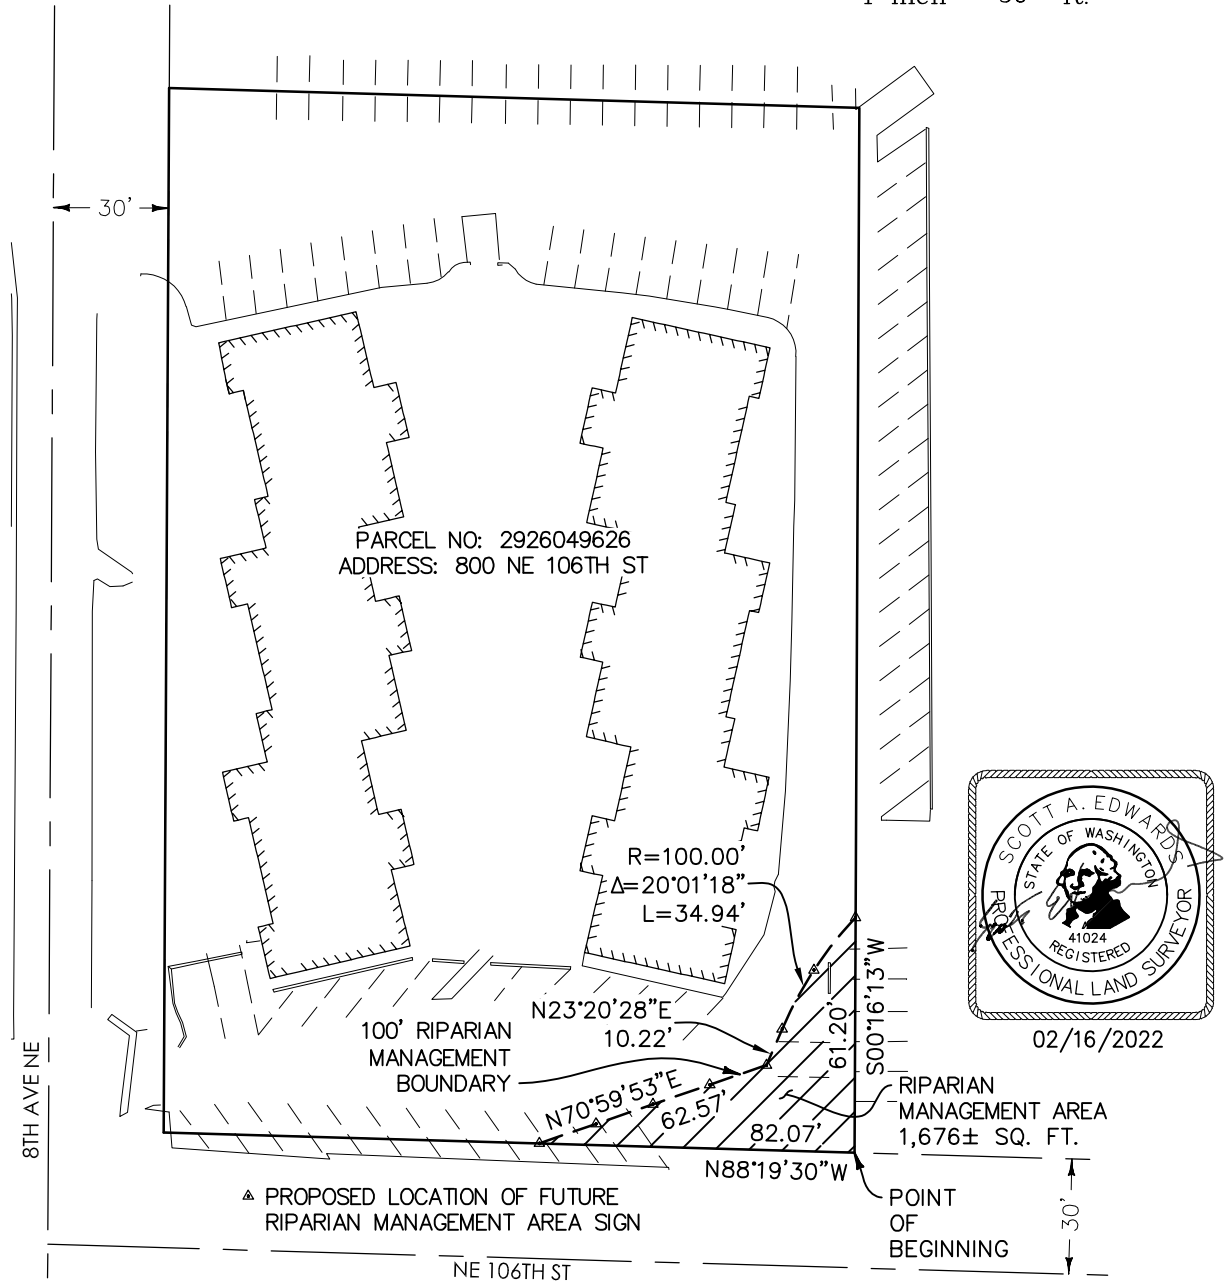 30'
PARCEL NO: 2926049626
ADDRESS: 800 NE 106TH ST
R=100.00'
Δ=20°01'18"
L=34.94'
SCOTT A. EDWARDS
STATE OF WASHINGTON
41024
REGISTERED
PROFESSIONAL LAND SURVEYOR
02/16/2022
N23°20'28"E
10.22'
100' RIPARIAN
MANAGEMENT
BOUNDARY
61.20'
S00°16'13"W
N70°59'53"E
62.57'
82.07'
N88°19'30"W
RIPARIAN
MANAGEMENT AREA
1,676± SQ. FT.
8TH AVE NE
PROPOSED LOCATION OF FUTURE
RIPARIAN MANAGEMENT AREA SIGN
POINT
OF
BEGINNING
30'
NE 106TH ST